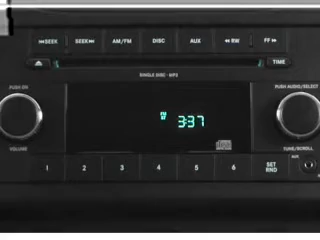 |◄◄SEEK SEEK►►| AM/FM DISC AUX ◄◄ RW FF ►►
TIME
SINGLE DISC - MP3
PUSH ON PUSH AUDIO/SELECT
3:37
VOLUME TUNE/SCROLL
1 2 3 4 5 6 SET RND AUX